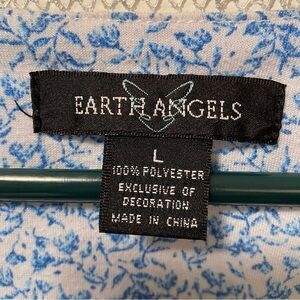 EARTH ANGELS
L
100% POLYESTER
EXCLUSIVE OF
DECORATION
MADE IN CHINA